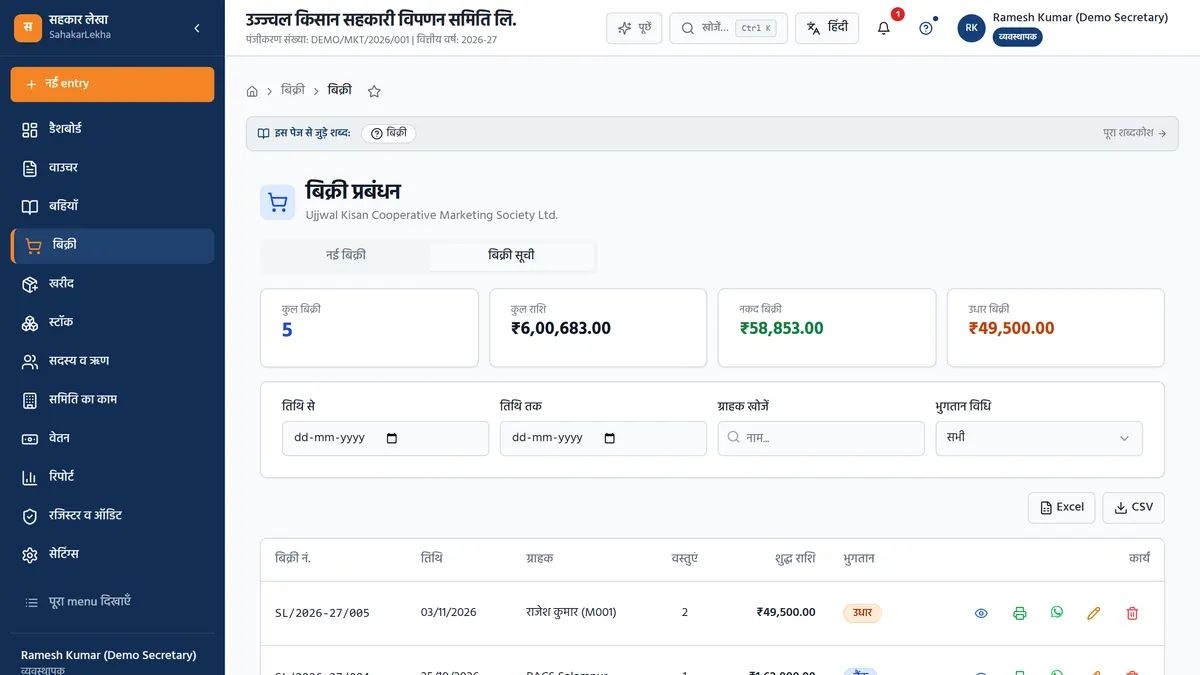 स
सहकार लेखा
SahakarLekha
नई entry
डैशबोर्ड
वाउचर
बहियाँ
बिक्री
खरीद
स्टॉक
सदस्य व ऋण
समिति का काम
वेतन
रिपोर्ट
रजिस्टर व ऑडिट
सेटिंग्स
पूरा menu दिखाएँ
Ramesh Kumar (Demo Secretary)
व्यवस्थापक
उज्ज्वल किसान सहकारी विपणन समिति लि.
पंजीकरण संख्या: DEMO/MKT/2026/001 | वित्तीय वर्ष: 2026-27
पूछें
खोजें... Ctrl K
हिंदी
1
RK
Ramesh Kumar (Demo Secretary)
व्यवस्थापक
बिक्री > बिक्री
इस पेज से जुड़े शब्द: बिक्री पूरा शब्दकोश →
बिक्री प्रबंधन
Ujjwal Kisan Cooperative Marketing Society Ltd.
नई बिक्री बिक्री सूची
कुल बिक्री
5
कुल राशि
₹6,00,683.00
नकद बिक्री
₹58,853.00
उधार बिक्री
₹49,500.00
तिथि से तिथि तक ग्राहक खोजें भुगतान विधि
dd-mm-yyyy dd-mm-yyyy नाम... सभी
Excel CSV
बिक्री नं. तिथि ग्राहक वस्तुएं शुद्ध राशि भुगतान कार्य
SL/2026-27/005 03/11/2026 राजेश कुमार (M001) 2 ₹49,500.00 उधार